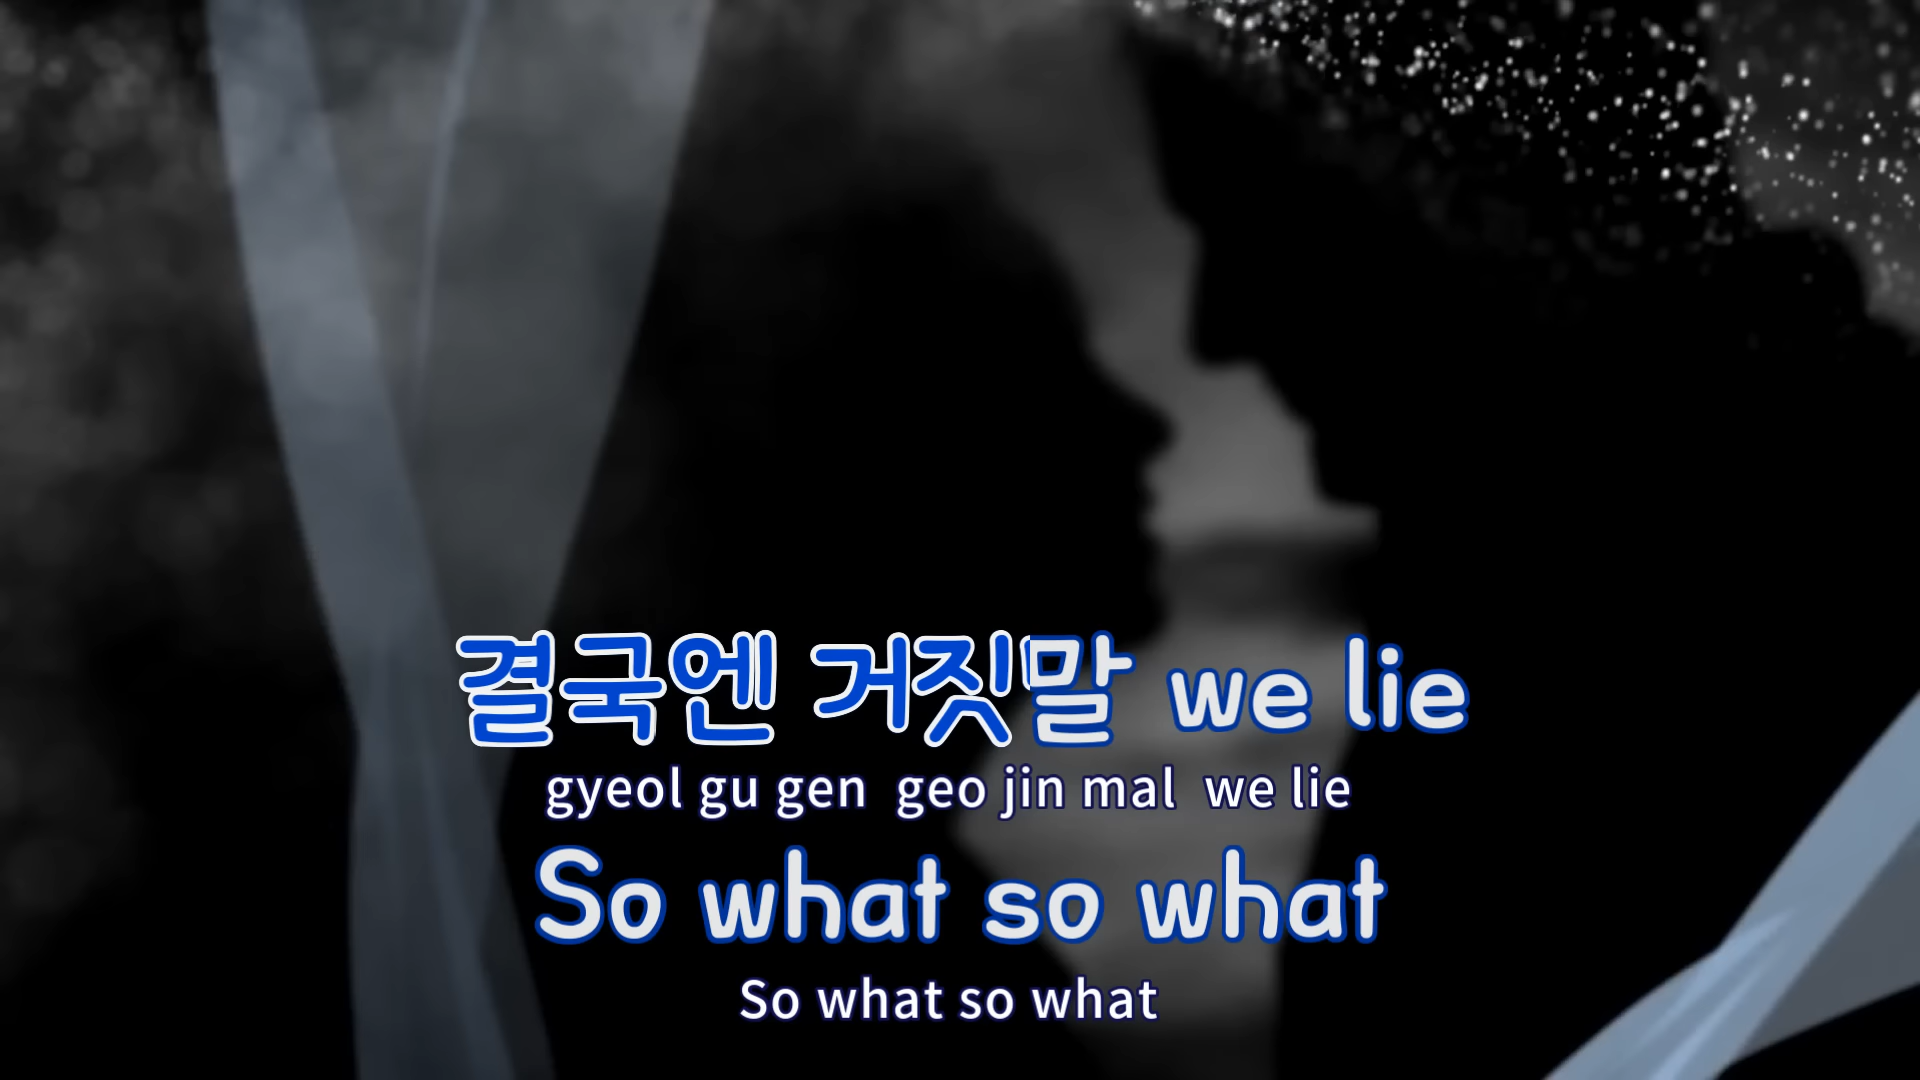 결국엔 거짓말 we lie
gyeol gu gen geo jin mal we lie
So what so what
So what so what